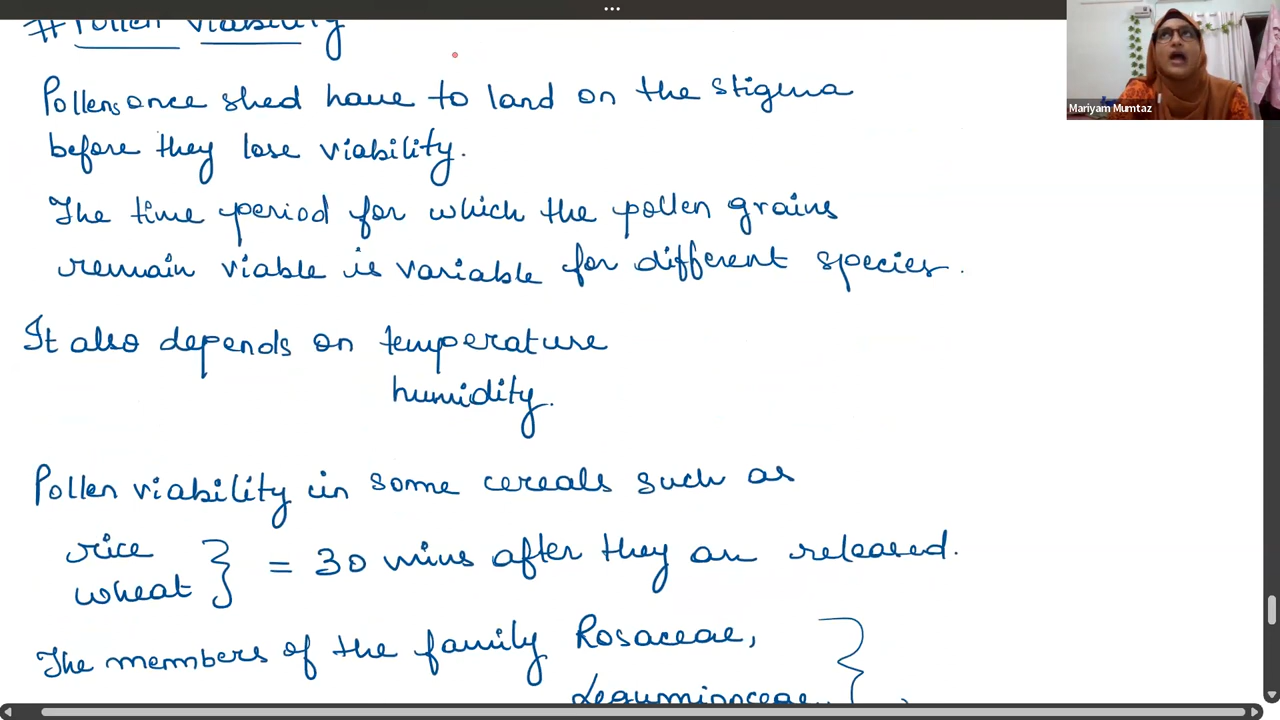 ...
# Pollen Viability
Mariyam Mumtaz
Pollens once shed have to land on the stigma
before they lose viability.
The time period for which the pollen grains
remain viable is variable for different species.
It also depends on temperature
humidity.
Pollen viability in some cereals such as
rice
wheat } = 30 mins after they are released.
The members of the family Rosaceae, }
Leguminoceae,